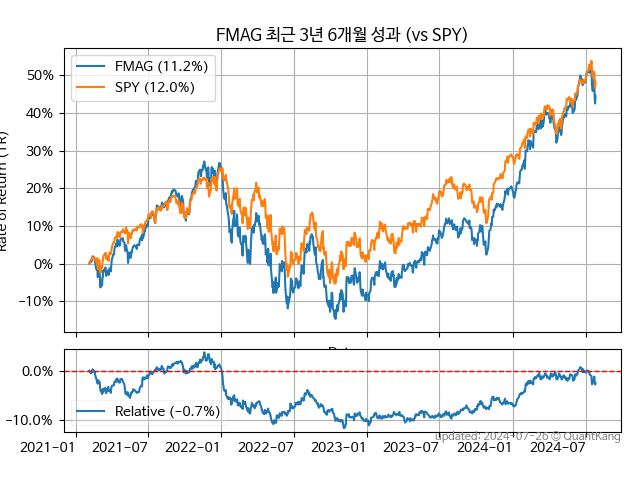 FMAG 최근 3년 6개월 성과 (vs SPY)
FMAG (11.2%)
SPY (12.0%)
Rate of Return (TR)
50%
40%
30%
20%
10%
0%
−10%
0.0%
−10.0%
Relative (−0.7%)
2021-01 2021-07 2022-01 2022-07 2023-01 2023-07 2024-01 2024-07
Updated: 2024-07-26 © QuantKang